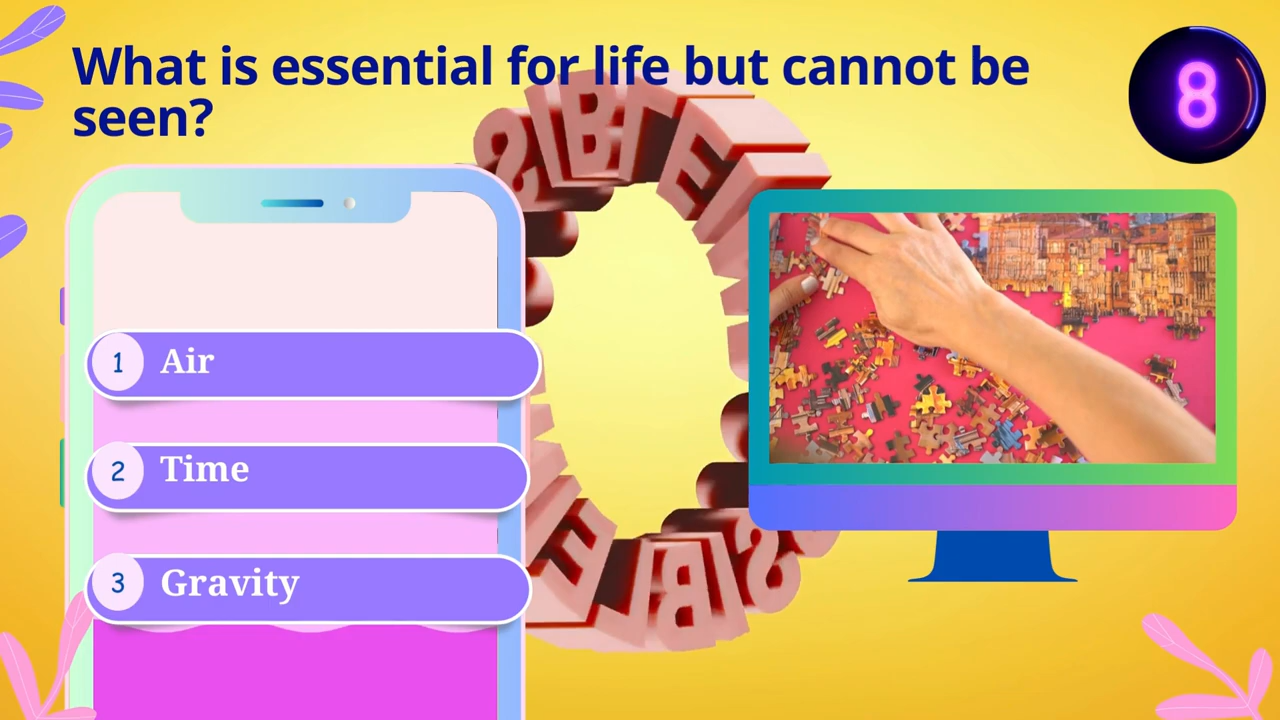 What is essential for life but cannot be
seen?
8
1 Air
2 Time
3 Gravity